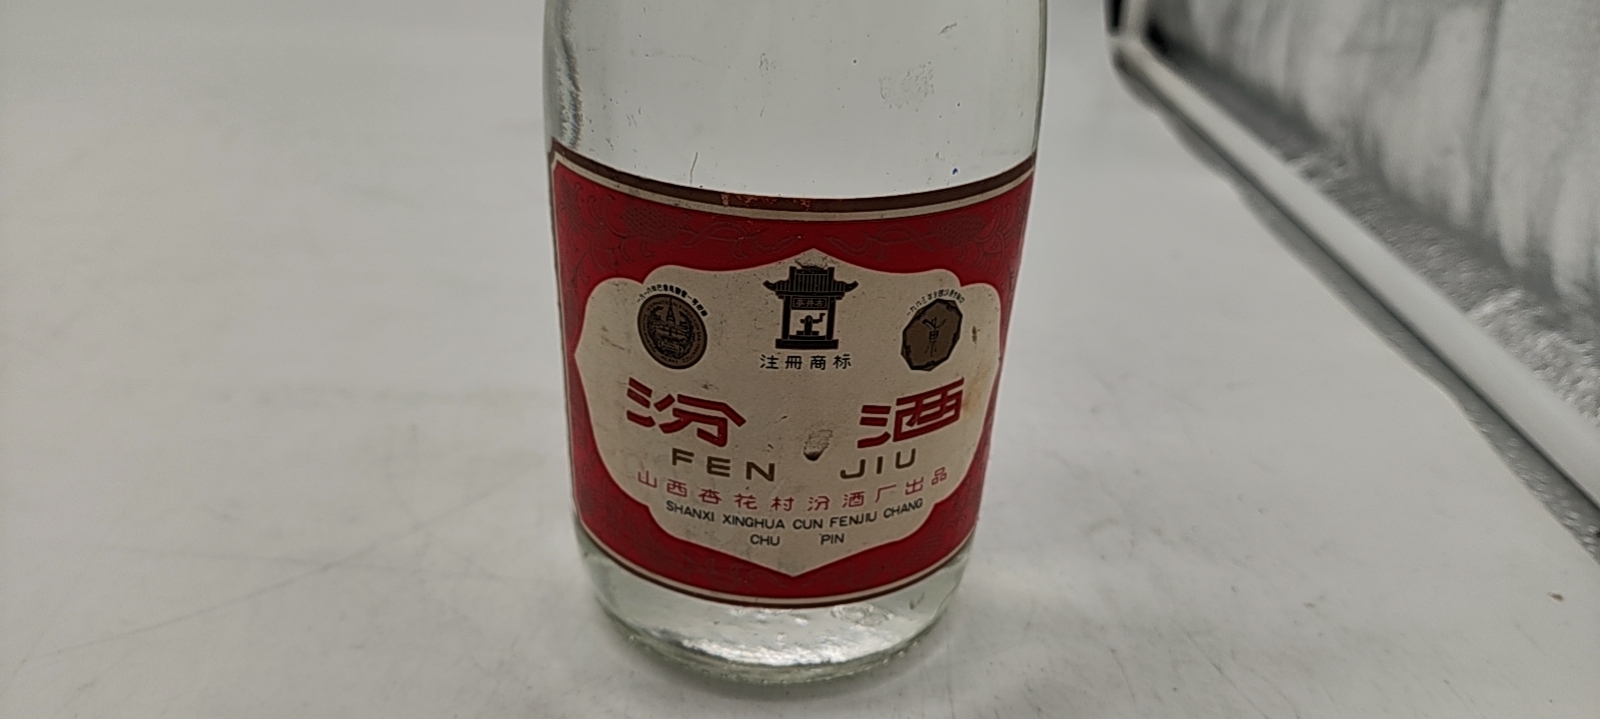 注册商标
汾 酒
FEN JIU
山西杏花村汾酒厂出品
SHANXI XINGHUA CUN FENJIU CHANG
CHU PIN